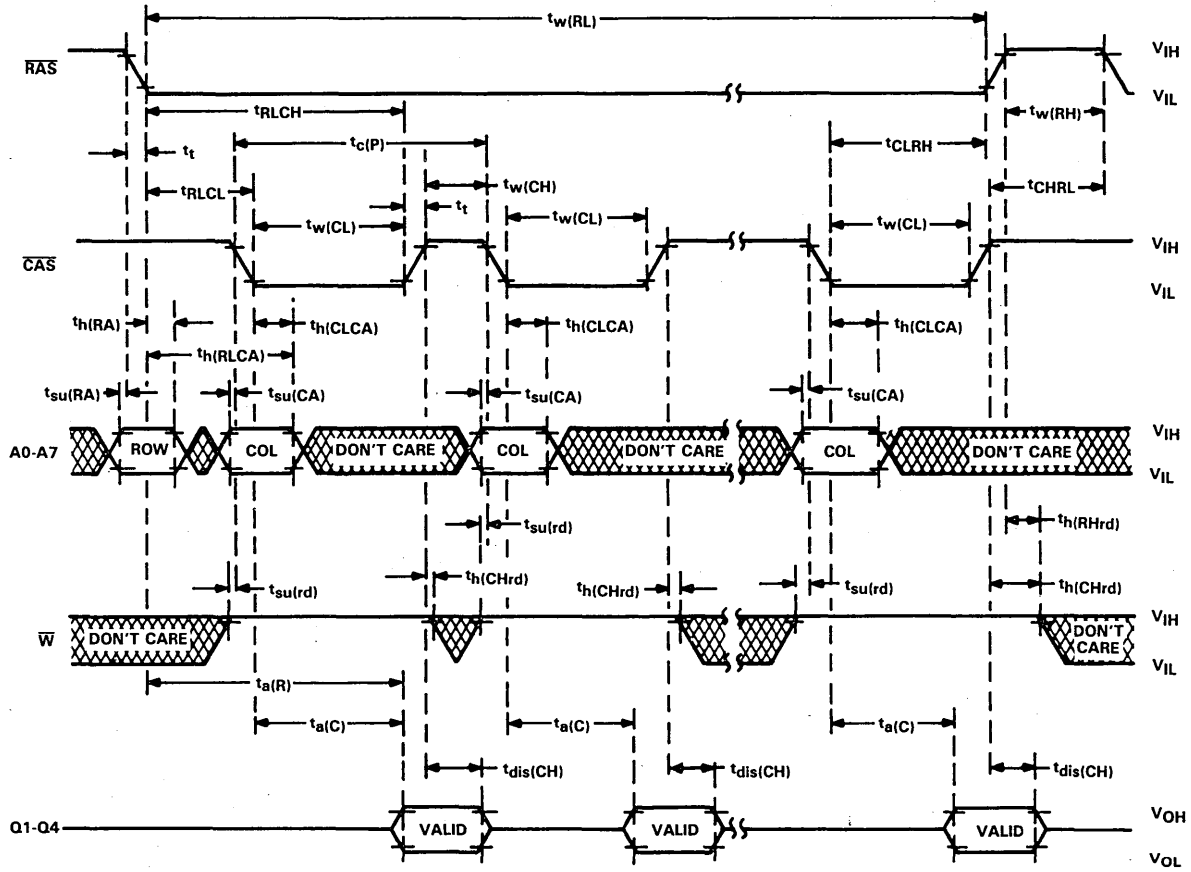 tw(RL)
RAS
VIH
VIL
tRLCH
tw(RH)
tc(P)
tCLRH
tt
tw(CH)
tRLCL
tCHRL
tt
tw(CL)
tw(CL)
tw(CL)
CAS
VIH
VIL
th(RA)
th(CLCA)
th(CLCA)
th(CLCA)
th(RLCA)
tsu(RA)
tsu(CA)
tsu(CA)
tsu(CA)
A0-A7
ROW
COL
DON'T CARE
COL
DON'T CARE
COL
DON'T CARE
VIH
VIL
tsu(rd)
th(RHrd)
tsu(rd)
th(CHrd)
th(CHrd)
tsu(rd)
th(CHrd)
W
DON'T CARE
DON'T
CARE
VIH
VIL
ta(R)
ta(C)
ta(C)
ta(C)
tdis(CH)
tdis(CH)
tdis(CH)
Q1-Q4
VALID
VALID
VALID
VOH
VOL